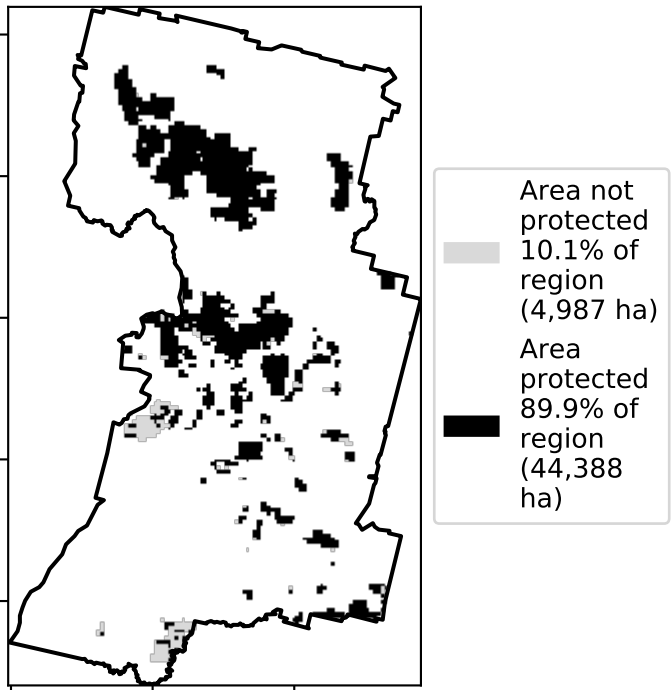 Area not
protected
10.1% of
region
(4,987 ha)
Area
protected
89.9% of
region
(44,388
ha)